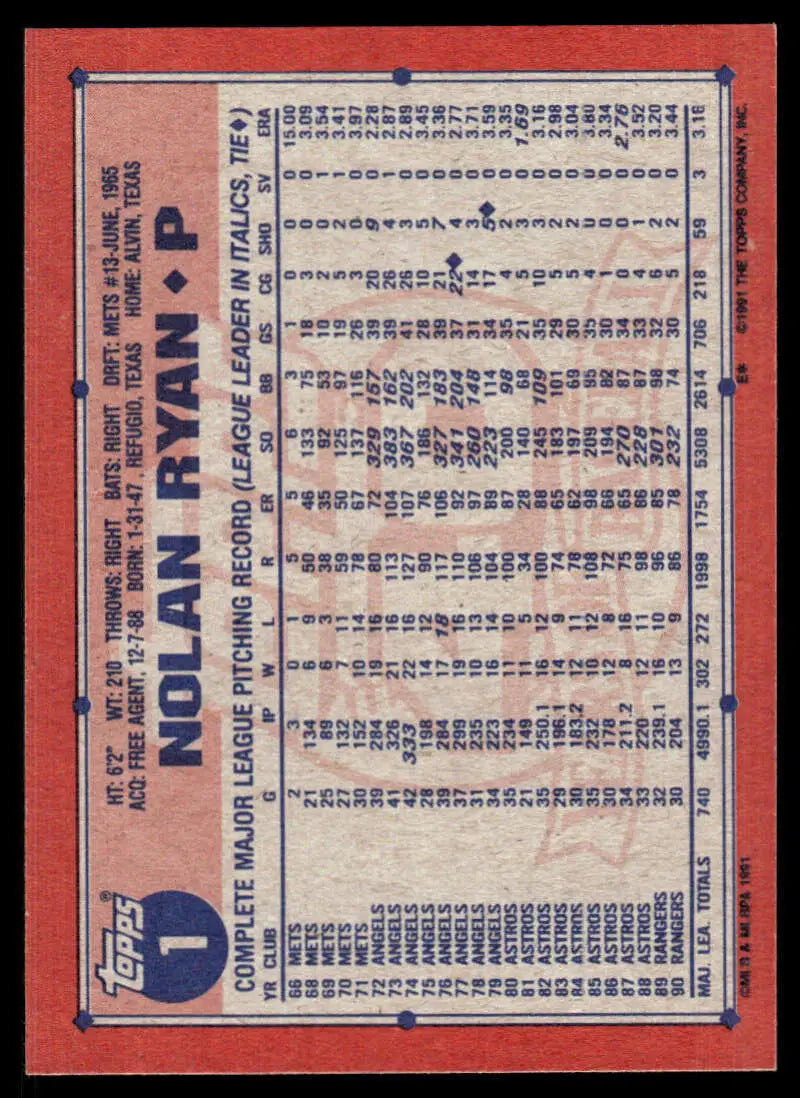 Topps®
1
HT: 6'2" WT: 210 THROWS: RIGHT BATS: RIGHT DRFT: METS #13-JUNE, 1965
ACQ: FREE AGENT, 12-7-88 BORN: 1-31-47, REFUGIO, TEXAS HOME: ALVIN, TEXAS
NOLAN RYAN ♦ P
COMPLETE MAJOR LEAGUE PITCHING RECORD (LEAGUE LEADER IN ITALICS, TIE♦)
YR CLUB G IP W L R ER SO BB GS CG SHO SV ERA
66 METS 2 3 0 1 5 5 6 3 1 0 0 0 15.00
68 METS 21 134 6 9 50 46 133 75 18 3 0 0 3.09
69 METS 25 89 6 3 38 35 92 53 10 2 0 1 3.54
70 METS 27 132 7 11 59 50 125 97 19 5 2 1 3.41
71 METS 30 152 10 14 78 67 137 116 26 3 0 0 3.97
72 ANGELS 39 284 19 16 80 72 329 157 39 20 9 0 2.28
73 ANGELS 41 326 21 16 113 104 383 162 39 26 4 1 2.87
74 ANGELS 42 333 22 16 127 107 367 202 41 26 3 0 2.89
75 ANGELS 28 198 14 12 90 76 186 132 28 10 5 0 3.45
76 ANGELS 39 284 17 18 117 106 327 183 39 21 7 0 3.36
77 ANGELS 37 299 19 16 110 92 341 204 37 22♦ 4 0 2.77
78 ANGELS 31 235 10 13 106 97 260 148 31 14 3 0 3.71
79 ANGELS 34 223 16 14 104 89 223 114 34 17 5♦ 0 3.59
80 ASTROS 35 234 11 10 100 87 200 98 35 4 2 0 3.35
81 ASTROS 21 149 11 5 34 28 140 68 21 5 3 0 1.69
82 ASTROS 35 250.1 16 12 100 88 245 109 35 10 3 0 3.16
83 ASTROS 29 196.1 14 9 74 65 183 101 29 5 2 0 2.98
84 ASTROS 30 183.2 12 11 78 62 197 69 30 5 2 0 3.04
85 ASTROS 35 232 10 12 108 98 209 95 35 4 0 0 3.80
86 ASTROS 30 178 12 8 72 66 194 82 30 1 0 0 3.34
87 ASTROS 34 211.2 8 16 75 65 270 87 34 0 0 0 2.76
88 ASTROS 33 220 12 11 98 86 228 87 33 4 1 0 3.52
89 RANGERS 32 239.1 16 10 96 85 301 98 32 6 2 0 3.20
90 RANGERS 30 204 13 9 86 78 232 74 30 5 2 0 3.44
MAJ. LEA. TOTALS 740 4990.1 302 272 1998 1754 5308 2614 706 218 59 3 3.16
©MLB & MLBPA 1991 E* ©1991 THE TOPPS COMPANY, INC.